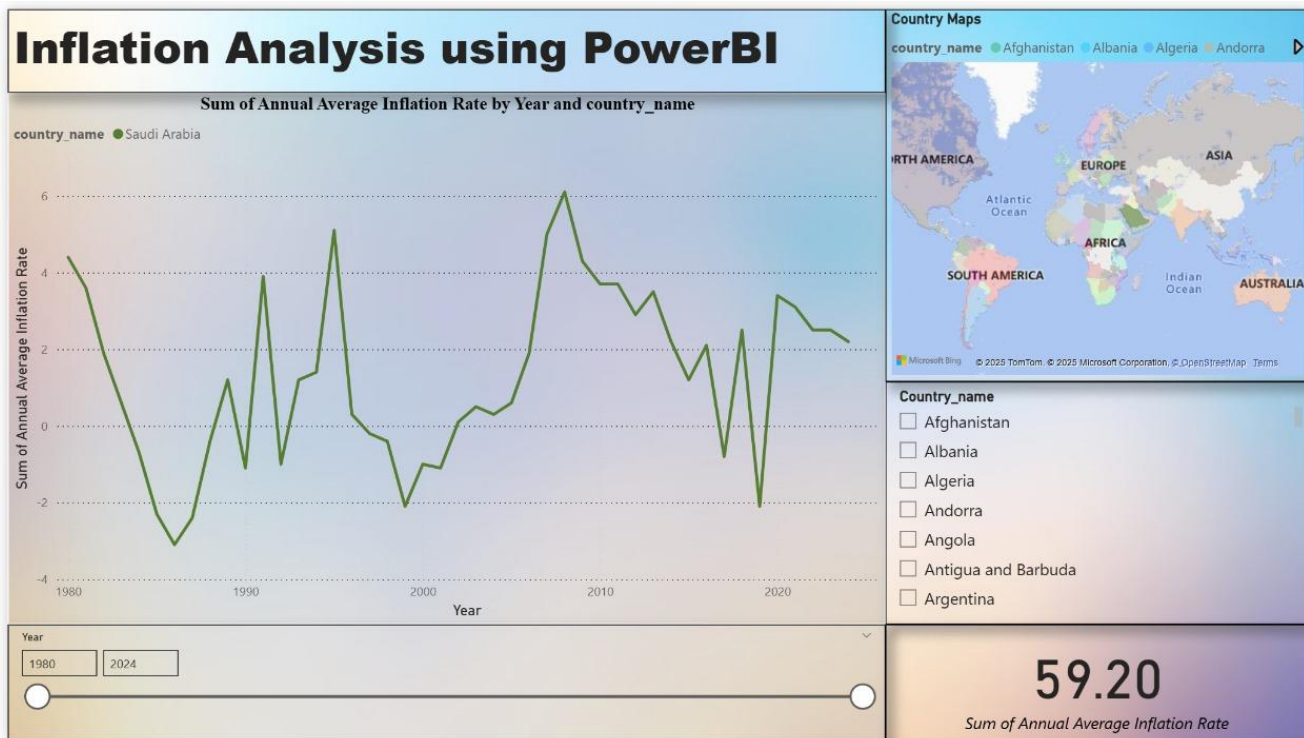 Inflation Analysis using PowerBI
Sum of Annual Average Inflation Rate by Year and country_name
country_name Saudi Arabia
Sum of Annual Average Inflation Rate
6
4
2
0
-2
-4
1980 1990 2000 2010 2020
Year
Year
1980 2024
Country Maps
country_name Afghanistan Albania Algeria Andorra
RTH AMERICA
EUROPE
ASIA
Atlantic
Ocean
AFRICA
SOUTH AMERICA
Indian
Ocean
AUSTRALIA
Microsoft Bing © 2025 TomTom, © 2025 Microsoft Corporation, © OpenStreetMap Terms
Country_name
Afghanistan
Albania
Algeria
Andorra
Angola
Antigua and Barbuda
Argentina
59.20
Sum of Annual Average Inflation Rate